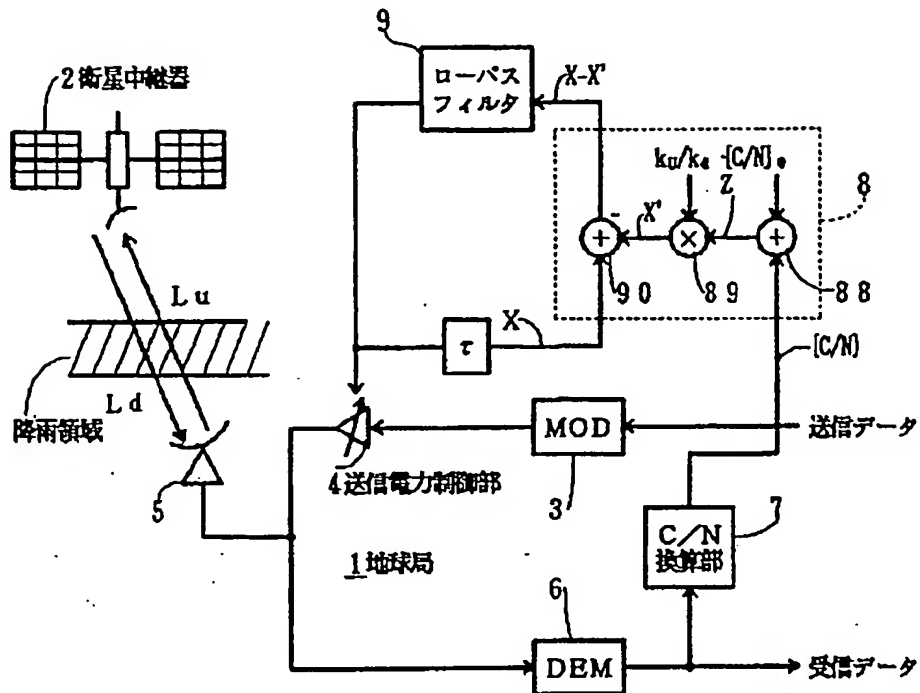 9
ローパス
フィルタ
X-X'
2衛星中継器
ku/kd -[C/N]o
8
Z
X'
-
+
×
+
90
89
88
Lu
X
τ
[C/N]
Ld
降雨領域
MOD
送信データ
4送信電力制御部
5
3
7
C/N
換算部
1地球局
6
DEM
受信データ